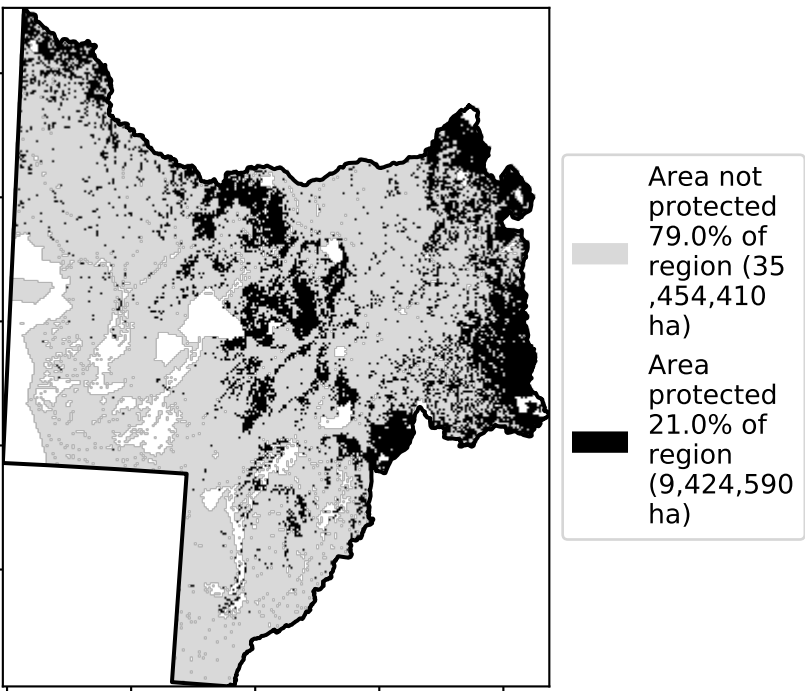 Area not
protected
79.0% of
region (35
,454,410
ha)
Area
protected
21.0% of
region
(9,424,590
ha)